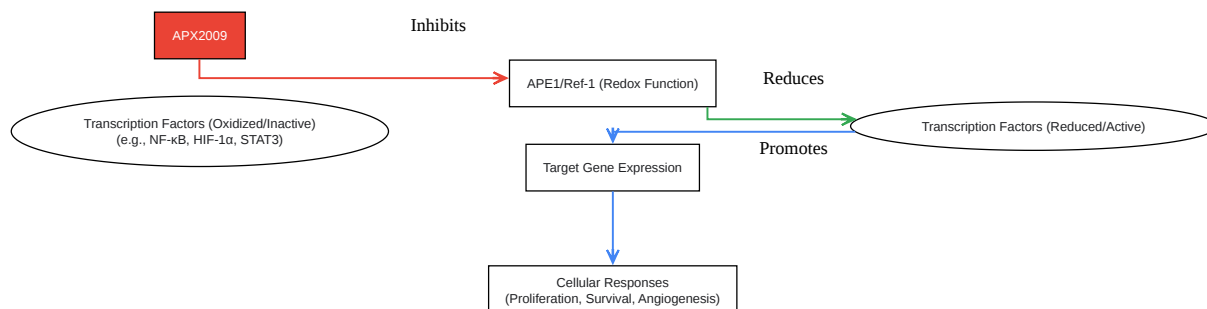 APX2009
Inhibits
APE1/Ref-1 (Redox Function)
Reduces
Transcription Factors (Oxidized/Inactive)
(e.g., NF-κB, HIF-1α, STAT3)
Transcription Factors (Reduced/Active)
Promotes
Target Gene Expression
Cellular Responses
(Proliferation, Survival, Angiogenesis)